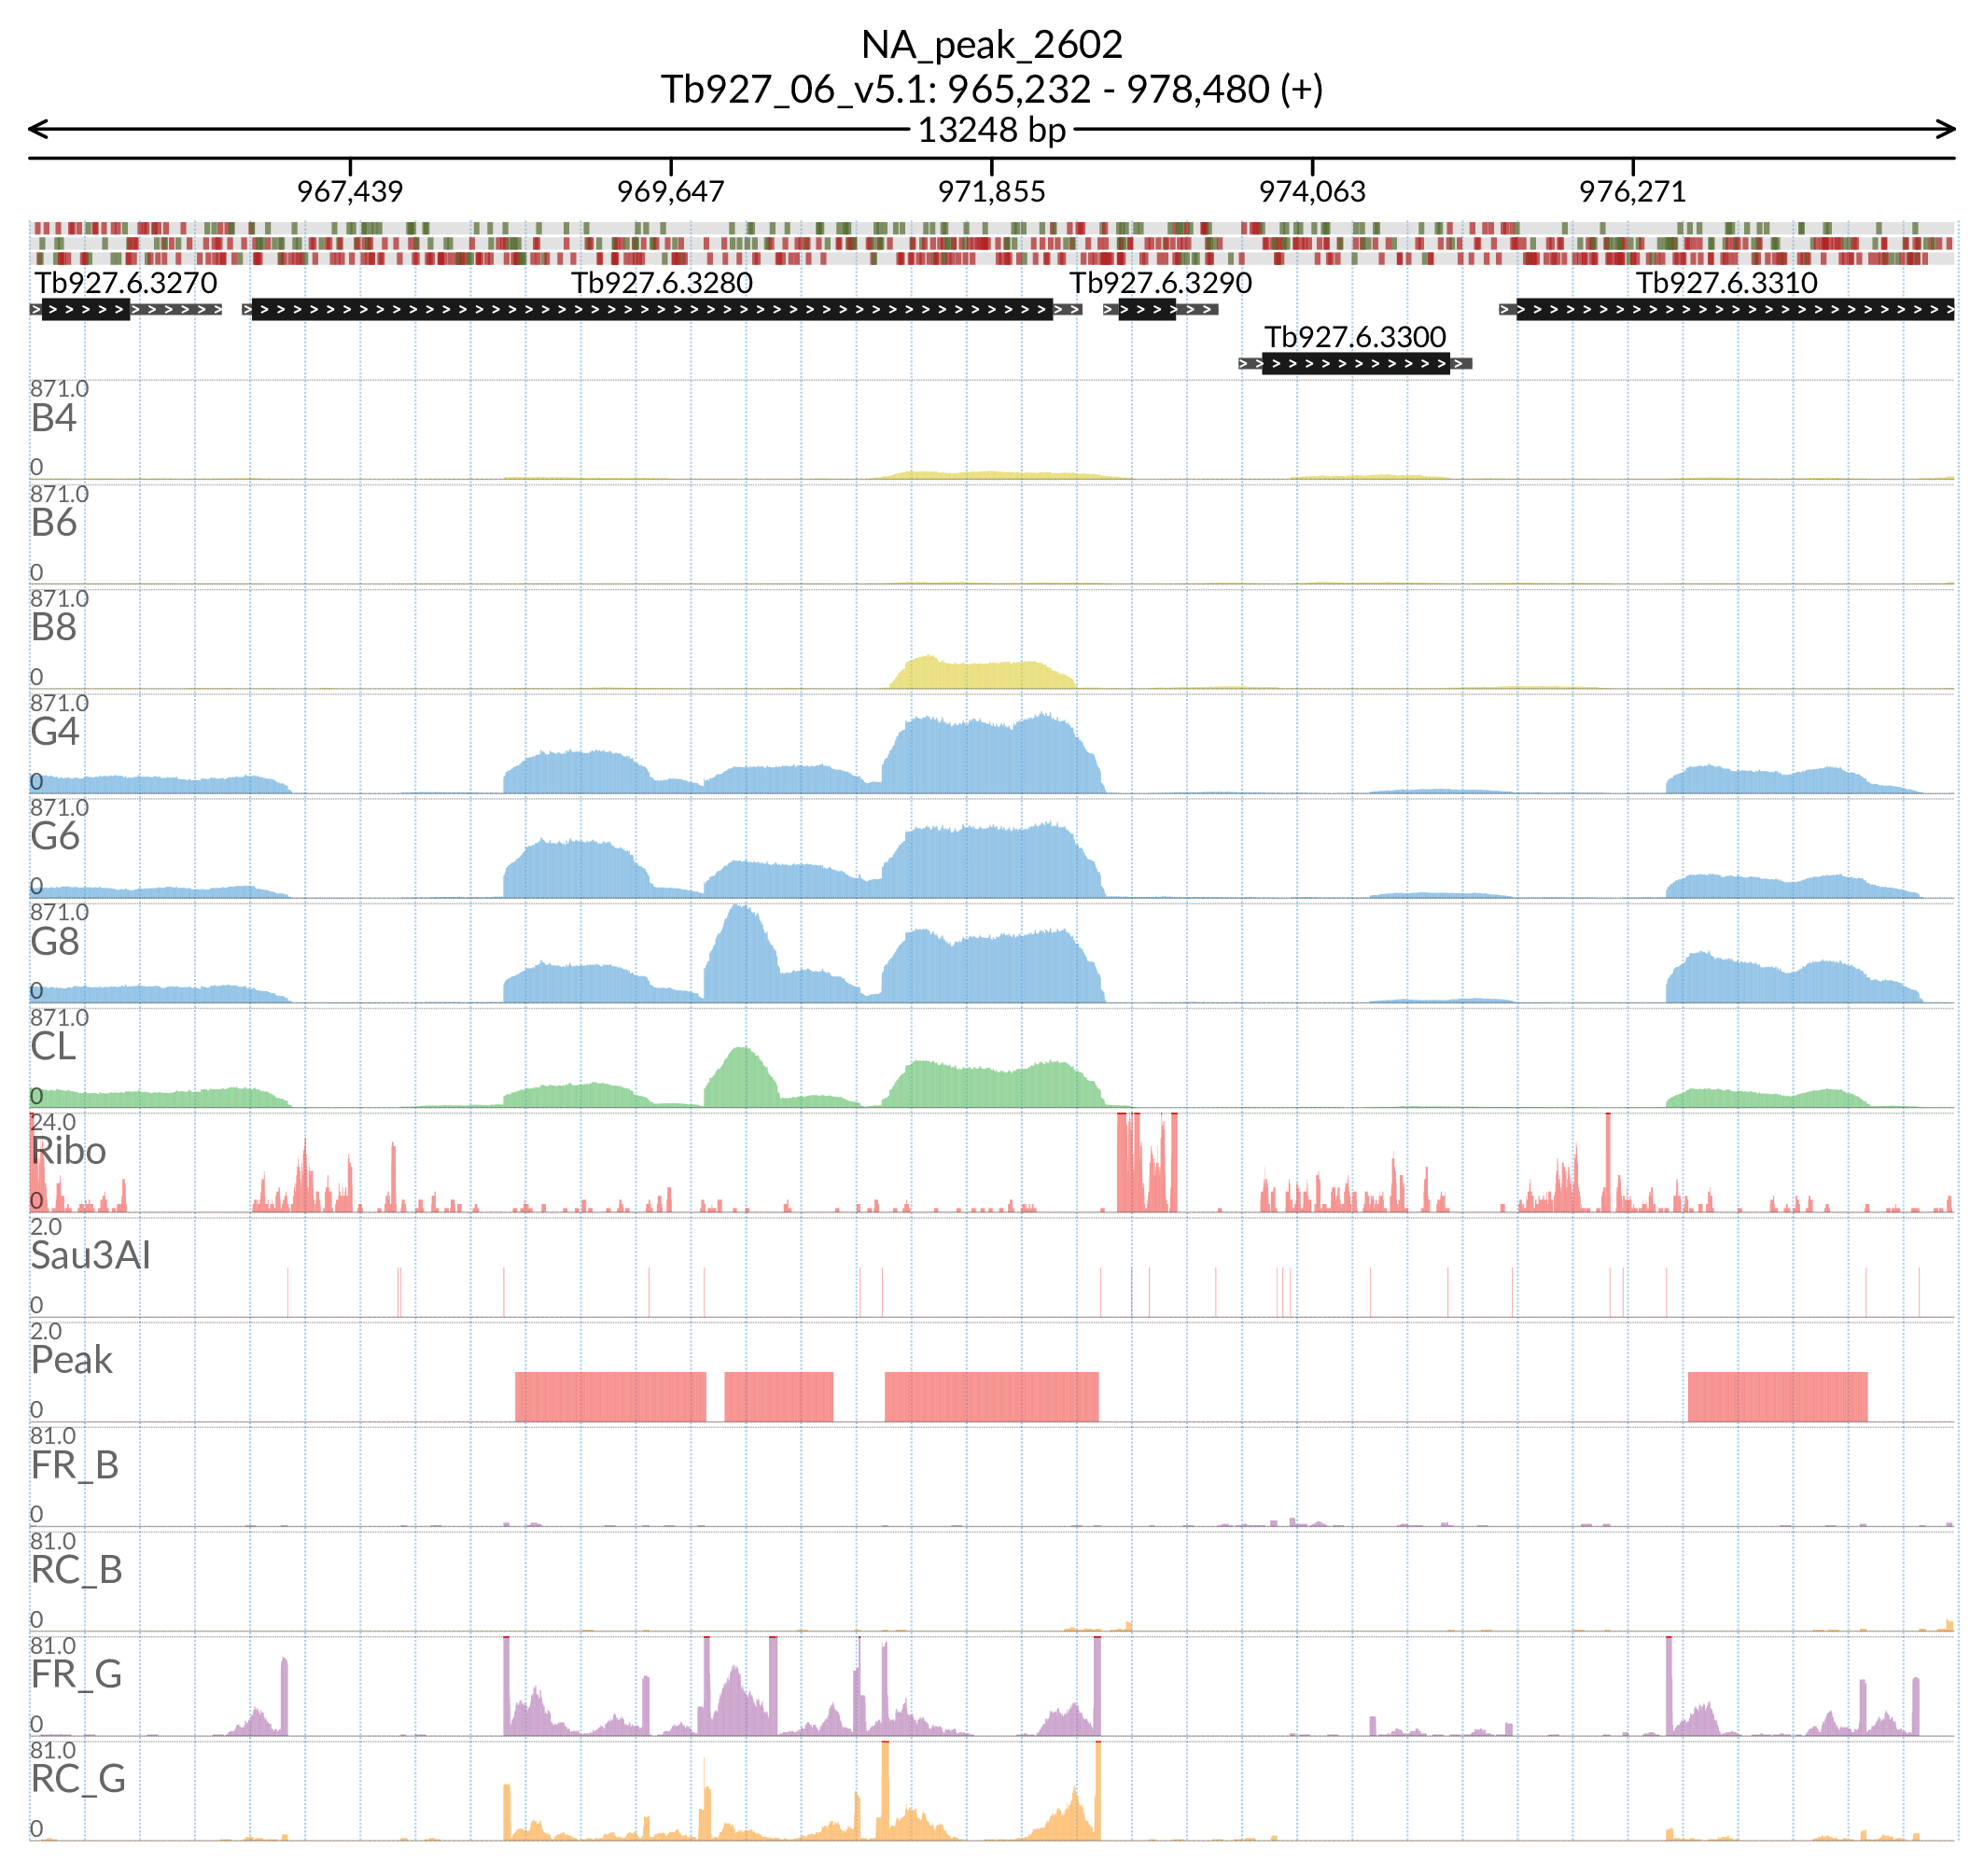 NA_peak_2602
Tb927_06_v5.1: 965,232 - 978,480 (+)
13248 bp
967,439 969,647 971,855 974,063 976,271
Tb927.6.3270 Tb927.6.3280 Tb927.6.3290 Tb927.6.3310
Tb927.6.3300
871.0
B4
0
871.0
B6
0
871.0
B8
0
871.0
G4
0
871.0
G6
0
871.0
G8
0
871.0
CL
0
24.0
Ribo
0
2.0
Sau3AI
0
2.0
Peak
0
81.0
FR_B
0
81.0
RC_B
0
81.0
FR_G
0
81.0
RC_G
0